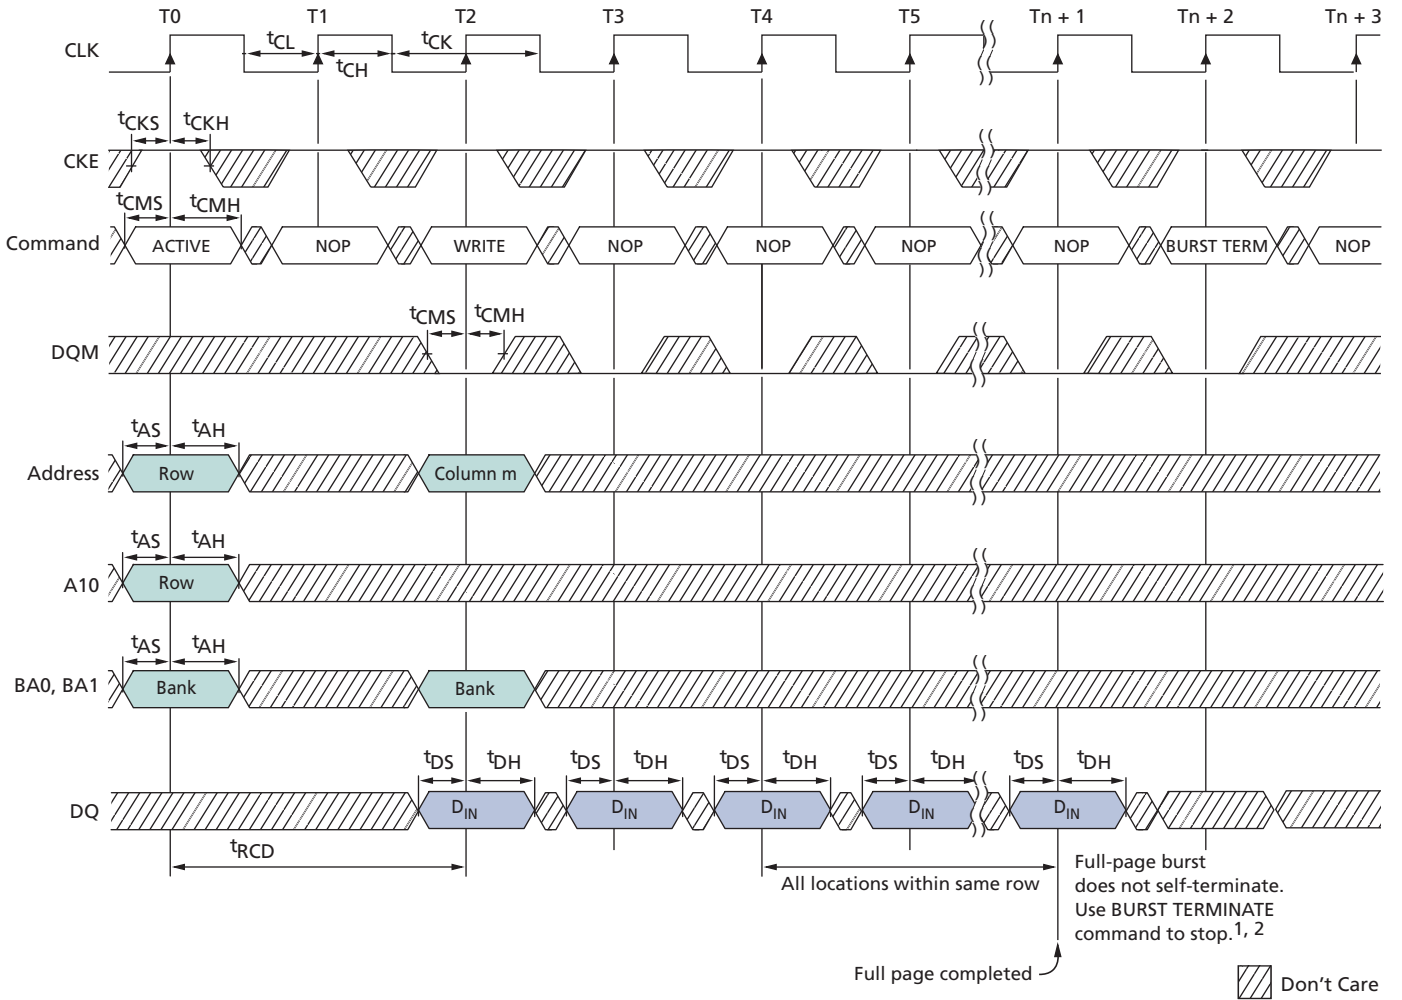 T0 T1 T2 T3 T4 T5 Tn + 1 Tn + 2 Tn + 3
CLK
tCL tCK
tCH
tCKS tCKH
CKE
tCMS tCMH
Command ACTIVE NOP WRITE NOP NOP NOP NOP BURST TERM NOP
tCMS tCMH
DQM
tAS tAH
Address Row Column m
tAS tAH
A10 Row
tAS tAH
BA0, BA1 Bank Bank
tDS tDH tDS tDH tDS tDH tDS tDH tDS tDH
DQ DIN DIN DIN DIN DIN
tRCD
All locations within same row
Full-page burst
does not self-terminate.
Use BURST TERMINATE
command to stop.1, 2
Full page completed
Don't Care